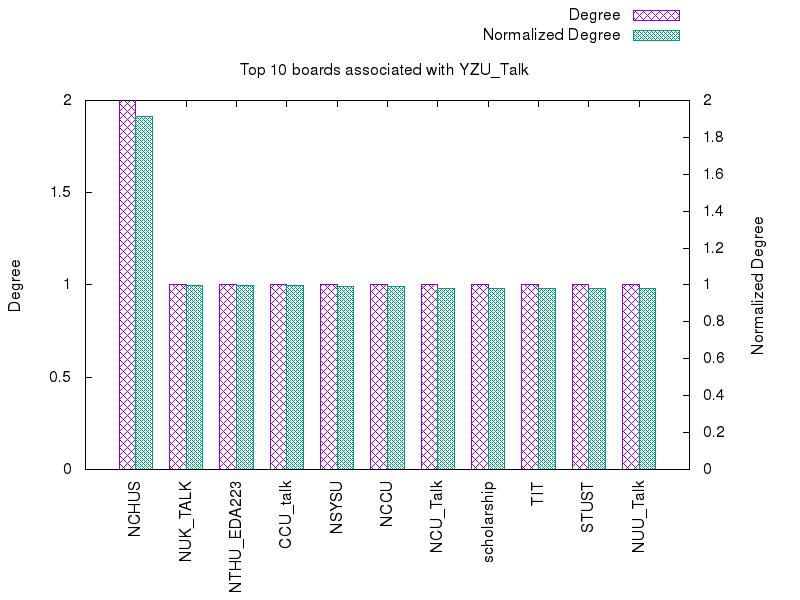 Degree
Normalized Degree
Top 10 boards associated with YZU_Talk
2
1.5
1
0.5
0
Degree
2
1.8
1.6
1.4
1.2
1
0.8
0.6
0.4
0.2
0
Normalized Degree
NCHUS
NUK_TALK
NTHU_EDA223
CCU_talk
NSYSU
NCCU
NCU_Talk
scholarship
TIT
STUST
NUU_Talk